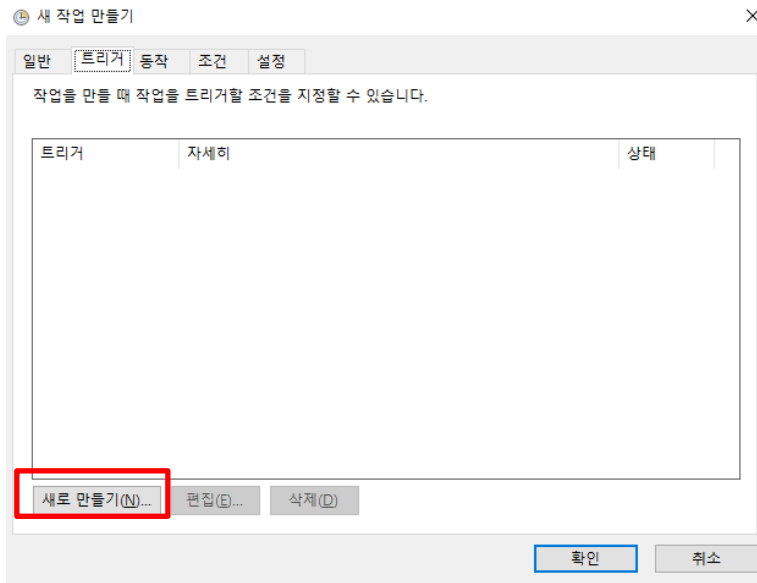 새 작업 만들기
일반 트리거 동작 조건 설정
작업을 만들 때 작업을 트리거할 조건을 지정할 수 있습니다.
트리거 자세히 상태
새로 만들기(N)... 편집(E)... 삭제(D)
확인 취소